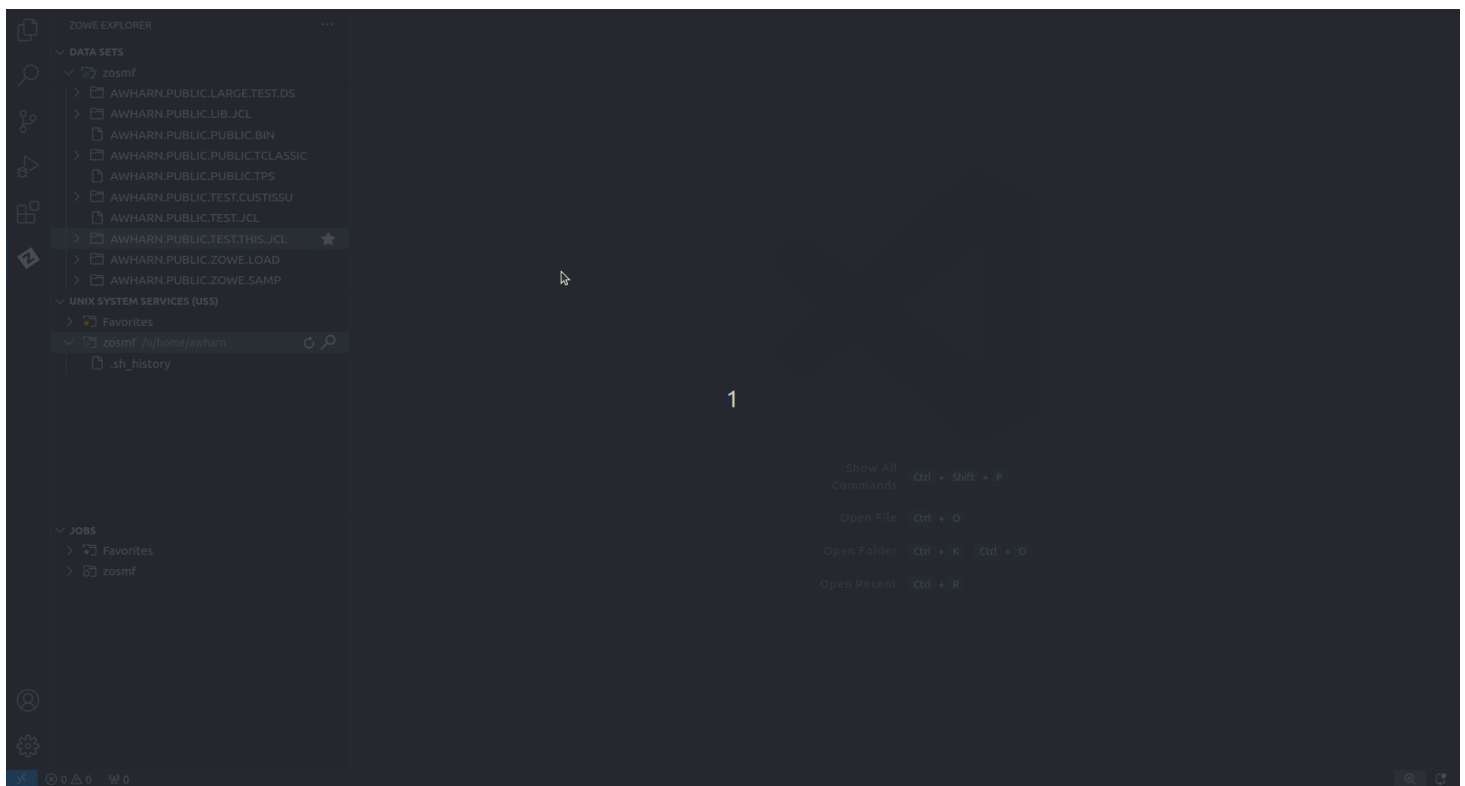 ZOWE EXPLORER
DATA SETS
zosmf
AWHARN.PUBLIC.LARGE.TEST.DS
AWHARN.PUBLIC.LIB.JCL
AWHARN.PUBLIC.PUBLIC.BIN
AWHARN.PUBLIC.PUBLIC.TCLASSIC
AWHARN.PUBLIC.PUBLIC.TPS
AWHARN.PUBLIC.TEST.CUSTISSU
AWHARN.PUBLIC.TEST.JCL
AWHARN.PUBLIC.TEST.THIS.JCL
AWHARN.PUBLIC.ZOWE.LOAD
AWHARN.PUBLIC.ZOWE.SAMP
UNIX SYSTEM SERVICES (USS)
Favorites
zosmf /u/home/awharn
.sh_history
JOBS
Favorites
zosmf
1
Show All
Commands Ctrl + Shift + P
Open File Ctrl + O
Open Folder Ctrl + K Ctrl + O
Open Recent Ctrl + R
0 0 0